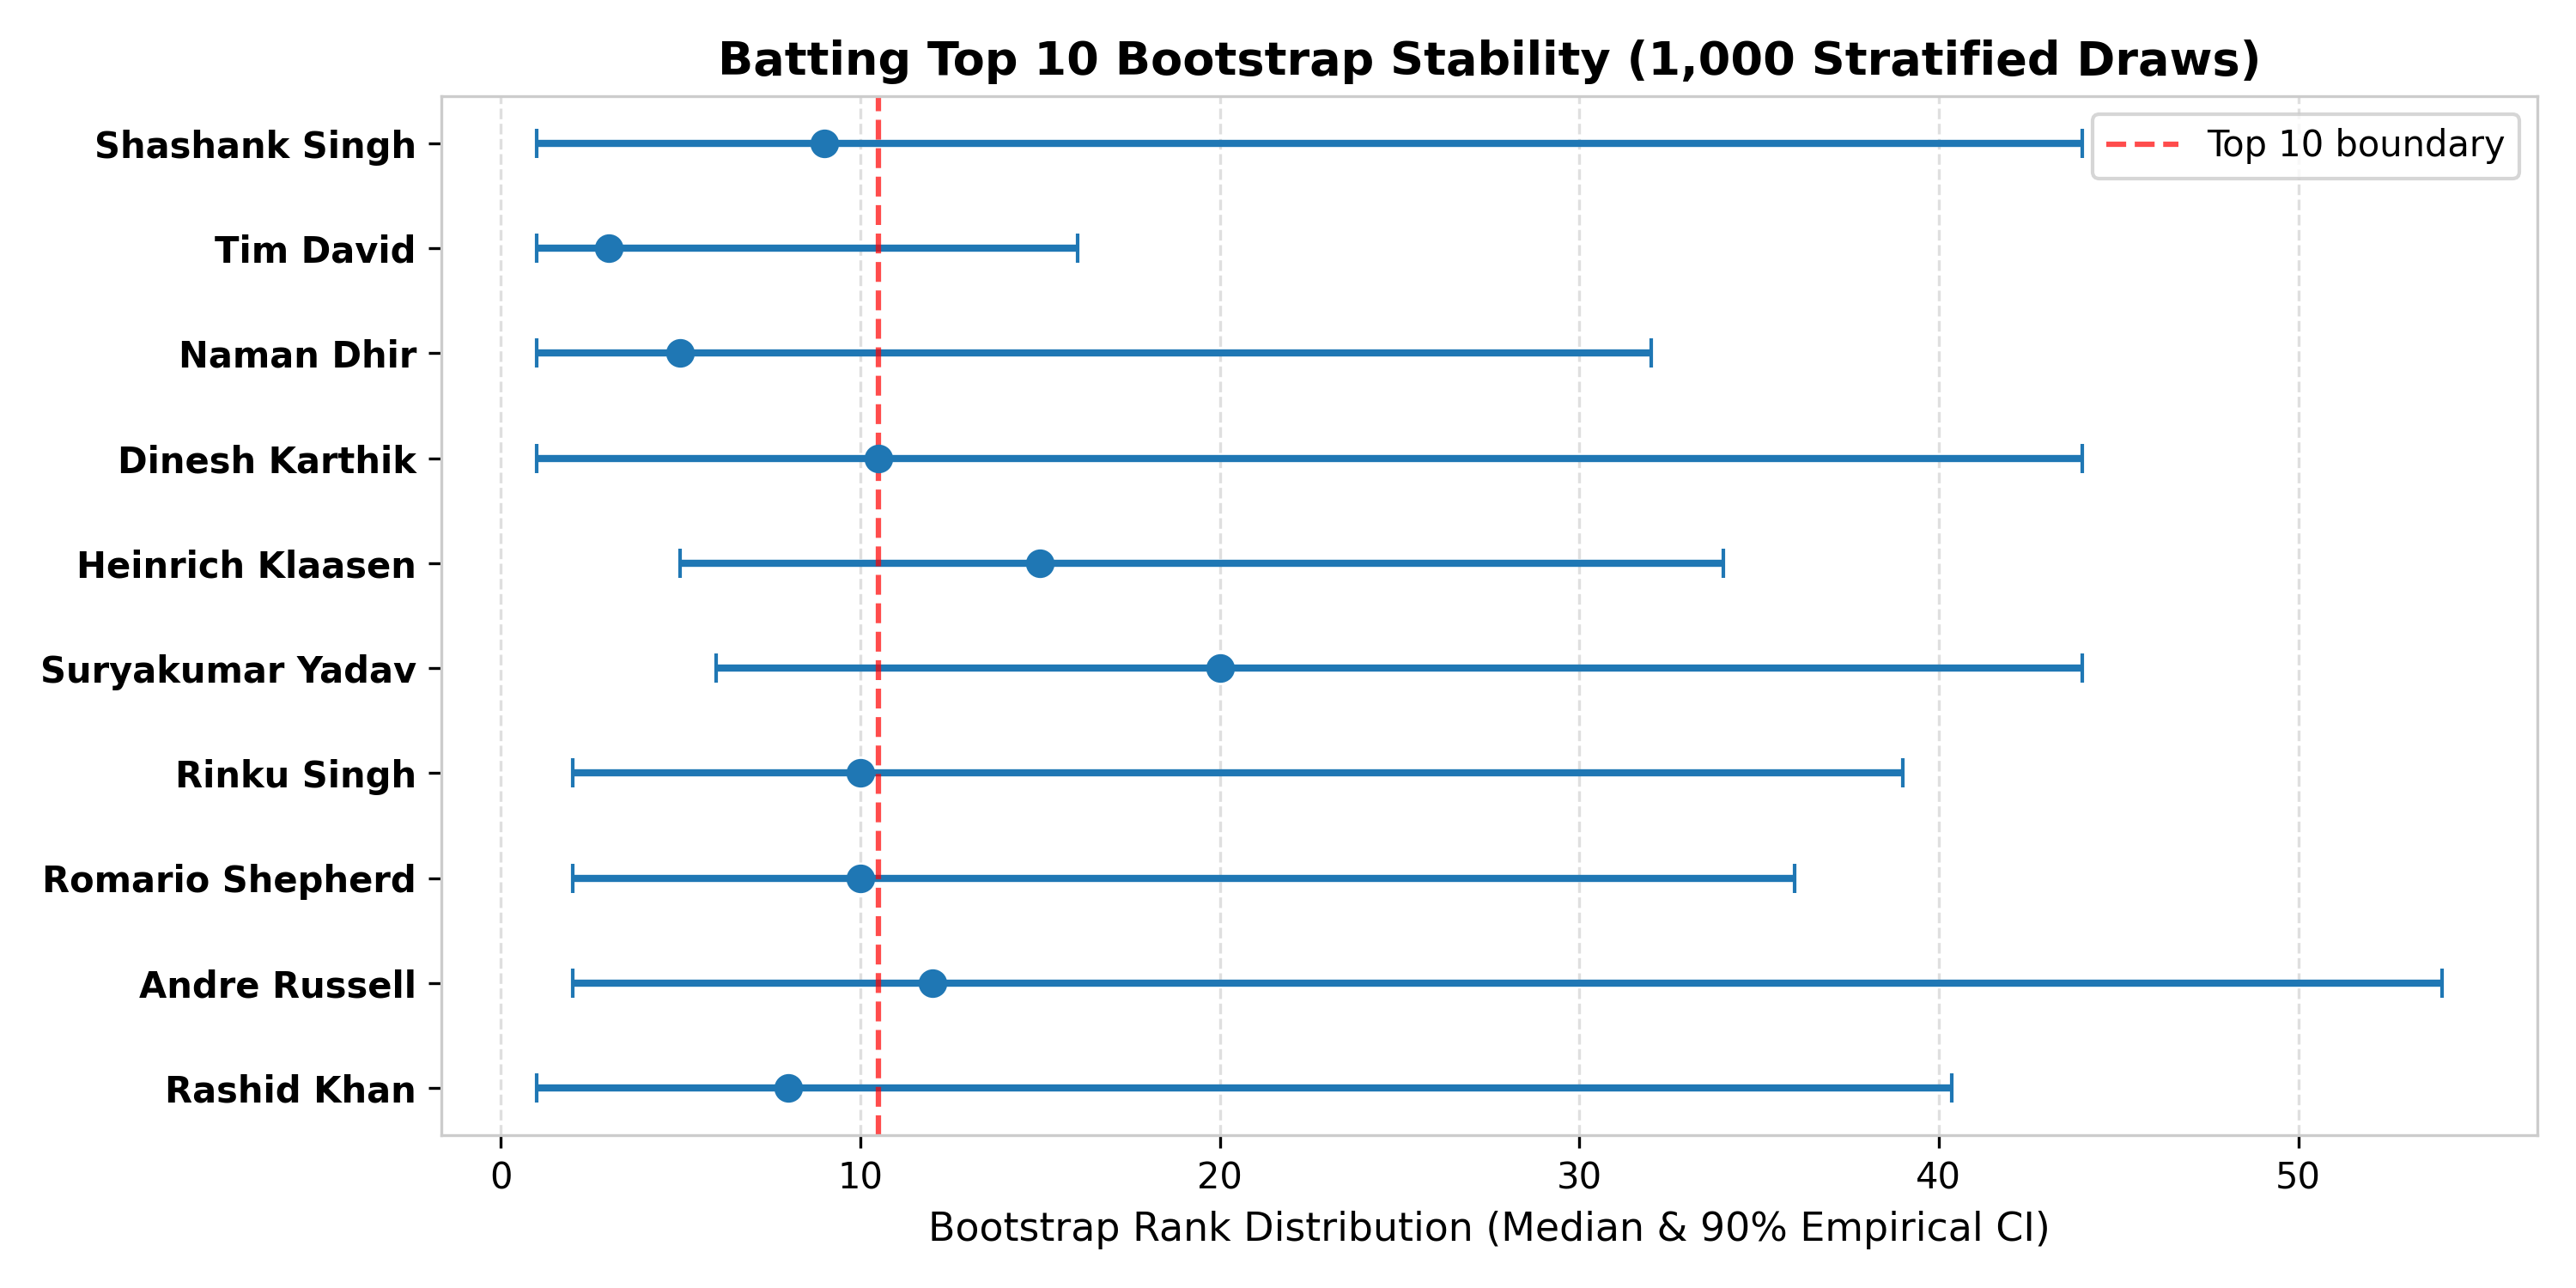 Batting Top 10 Bootstrap Stability (1,000 Stratified Draws)
Top 10 boundary
Shashank Singh
Tim David
Naman Dhir
Dinesh Karthik
Heinrich Klaasen
Suryakumar Yadav
Rinku Singh
Romario Shepherd
Andre Russell
Rashid Khan
0 10 20 30 40 50
Bootstrap Rank Distribution (Median & 90% Empirical CI)